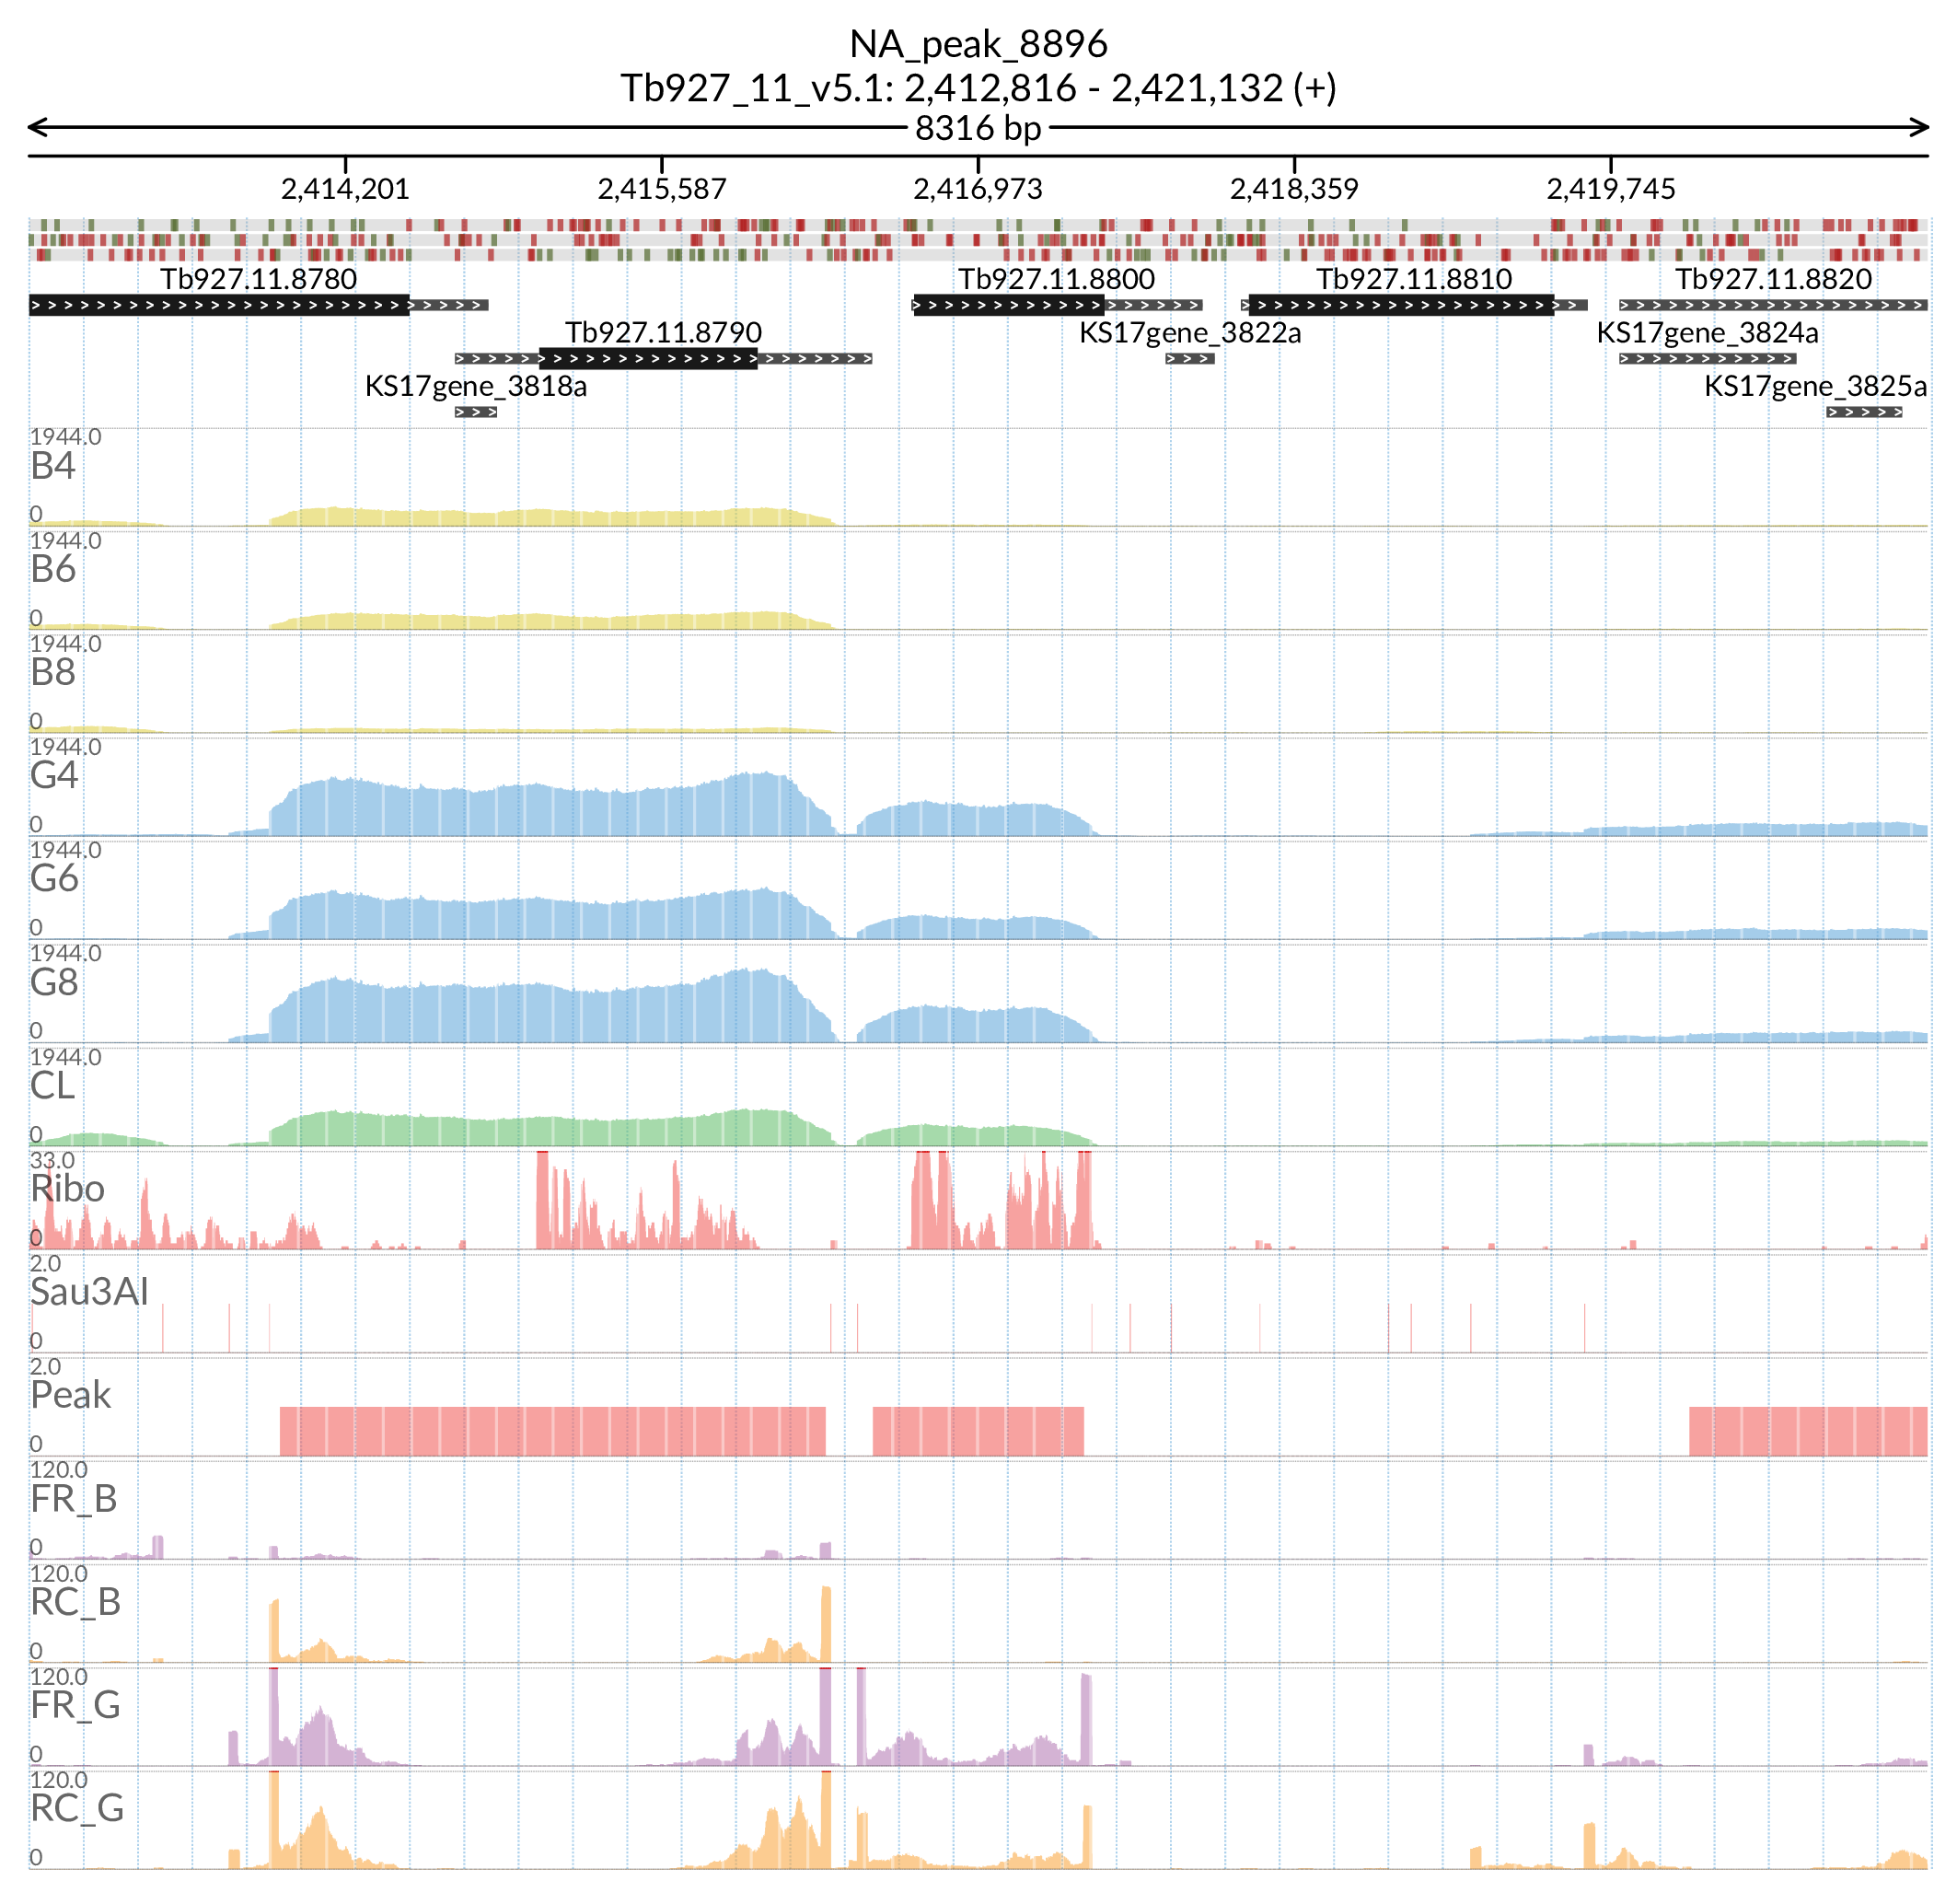 NA_peak_8896
Tb927_11_v5.1: 2,412,816 - 2,421,132 (+)
8316 bp
2,414,201 2,415,587 2,416,973 2,418,359 2,419,745
Tb927.11.8780 Tb927.11.8800 Tb927.11.8810 Tb927.11.8820
Tb927.11.8790 KS17gene_3822a KS17gene_3824a
KS17gene_3818a KS17gene_3825a
1944.0
B4
0
1944.0
B6
0
1944.0
B8
0
1944.0
G4
0
1944.0
G6
0
1944.0
G8
0
1944.0
CL
0
33.0
Ribo
0
2.0
Sau3AI
0
2.0
Peak
0
120.0
FR_B
0
120.0
RC_B
0
120.0
FR_G
0
120.0
RC_G
0